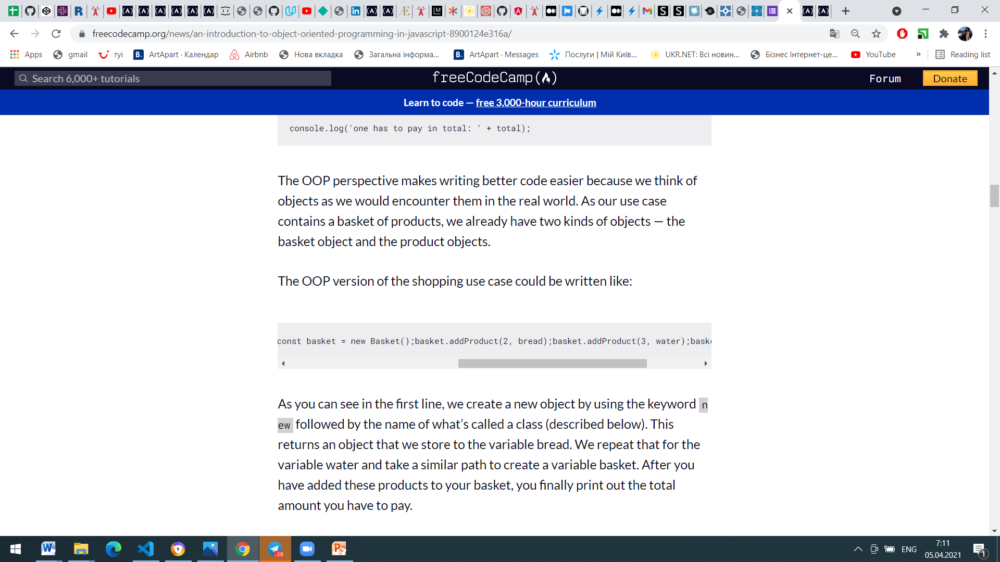 freecodecamp.org/news/an-introduction-to-object-oriented-programming-in-javascript-8900124e316a/
Apps gmail туі ArtApart · Календар Airbnb Нова вкладка Загальна інформа... ArtApart · Messages Послуги | Мій Київ... UKR.NET: Всі новин... Бізнес Інтернет-це... YouTube » Reading list
Search 6,000+ tutorials freeCodeCamp Forum Donate
Learn to code — free 3,000-hour curriculum
console.log('one has to pay in total: ' + total);
The OOP perspective makes writing better code easier because we think of
objects as we would encounter them in the real world. As our use case
contains a basket of products, we already have two kinds of objects — the
basket object and the product objects.
The OOP version of the shopping use case could be written like:
const basket = new Basket();basket.addProduct(2, bread);basket.addProduct(3, water);bask
As you can see in the first line, we create a new object by using the keyword n
ew followed by the name of what’s called a class (described below). This
returns an object that we store to the variable bread. We repeat that for the
variable water and take a similar path to create a variable basket. After you
have added these products to your basket, you finally print out the total
amount you have to pay.
..68
ENG
7:11
05.04.2021
1